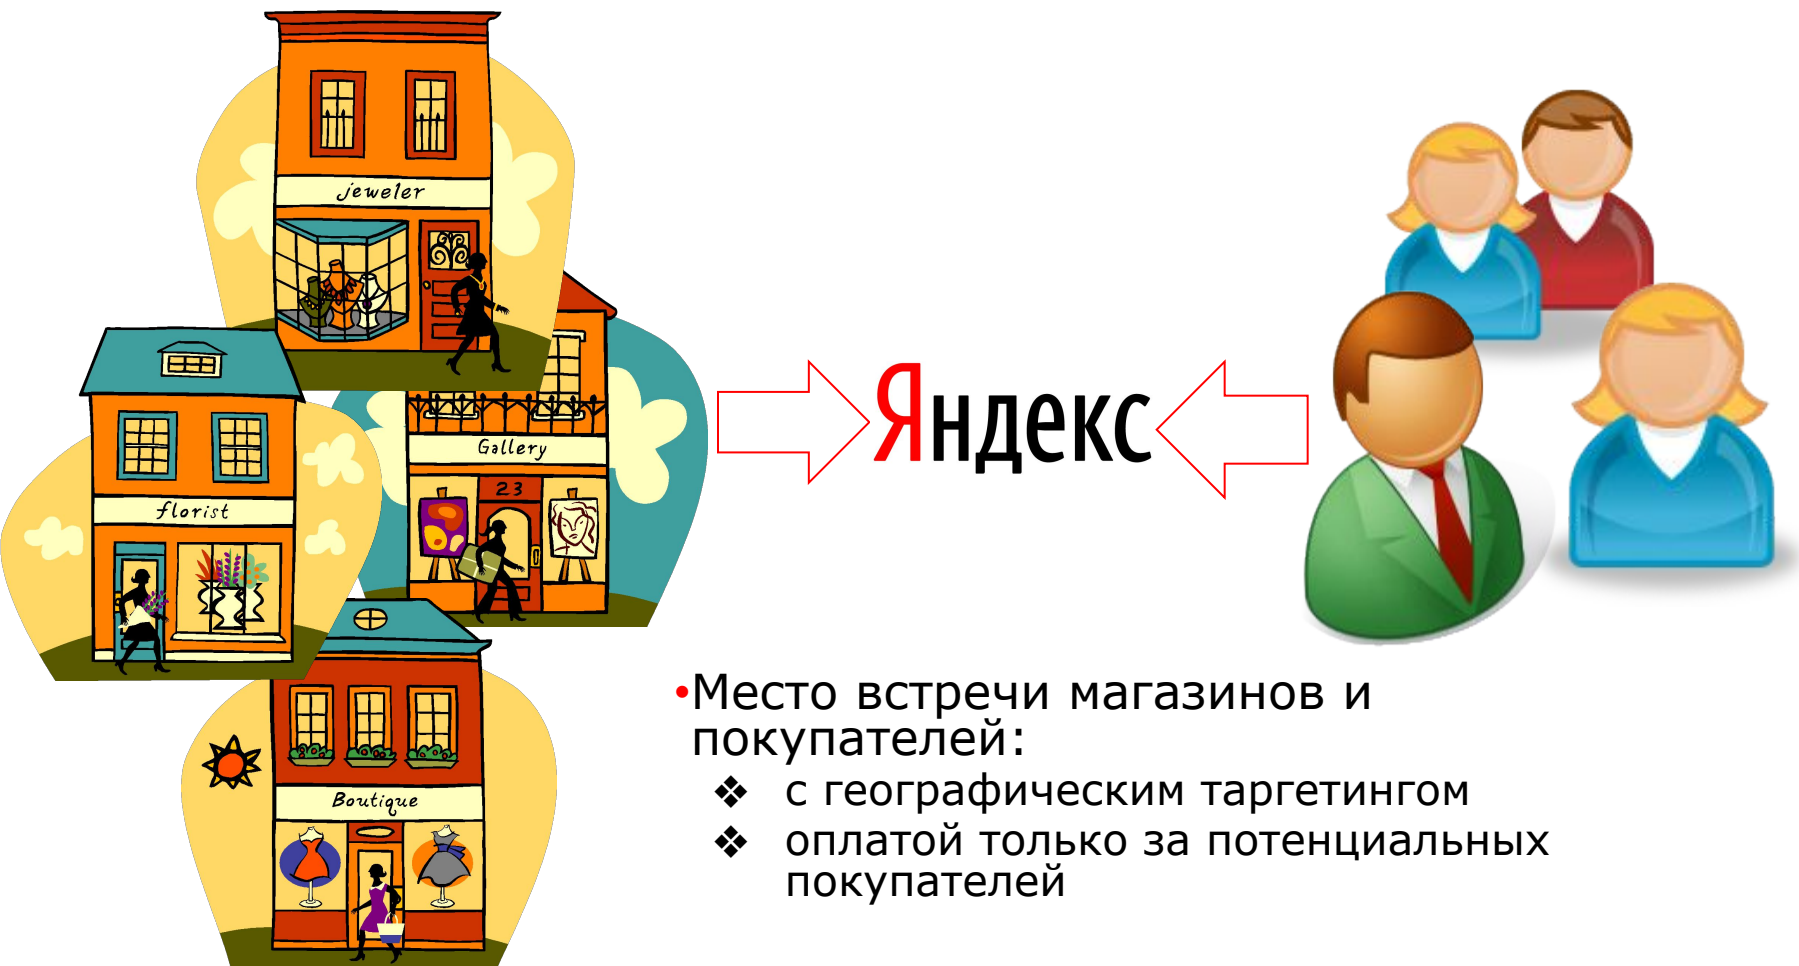 jeweler
Gallery
23
florist
Boutique
Яндекс
•Место встречи магазинов и
покупателей:
❖ с географическим таргетингом
❖ оплатой только за потенциальных
покупателей